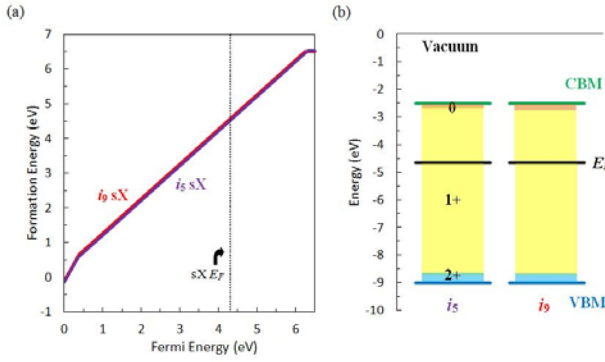 (a)
(b)
7
6
5
4
3
2
1
0
-1
Formation Energy (eV)
i9 sX
i5 sX
sX EF
0
1
2
3
4
5
6
Fermi Energy (eV)
0
-1
-2
-3
-4
-5
-6
-7
-8
-9
-10
Energy (eV)
Vacuum
CBM
0
1+
2+
VBM
i5
i9